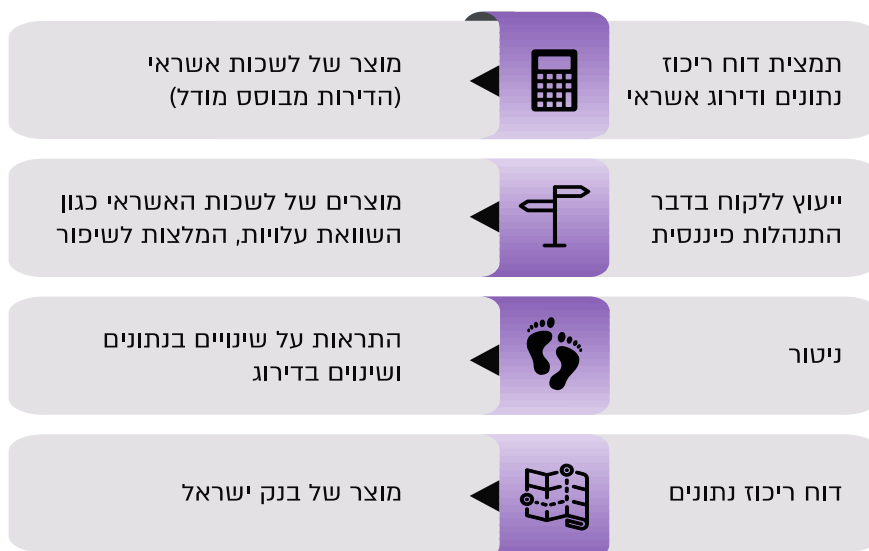 תמצית דוח ריכוז
נתונים ודירוג אשראי
מוצר של לשכות אשראי
(הדירות מבוסס מודל)
ייעוץ ללקוח בדבר
התנהלות פיננסית
מוצרים של לשכות האשראי כגון
השוואת עלויות, המלצות לשיפור
ניטור
התראות על שינויים בנתונים
ושינוים בדירוג
דוח ריכוז נתונים
מוצר של בנק ישראל